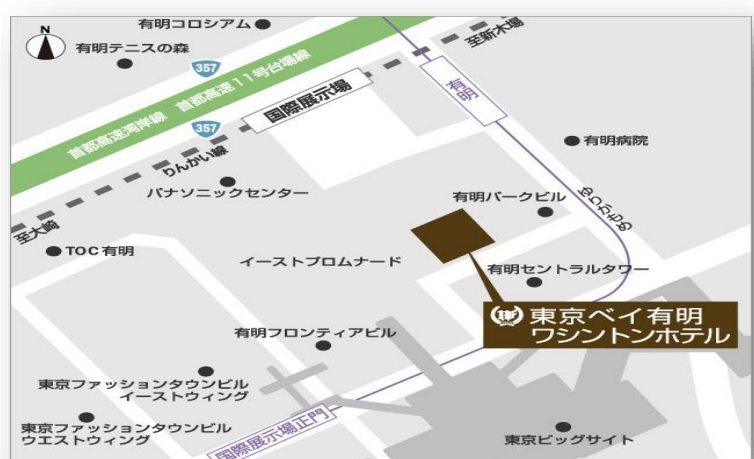 N
有明コロシアム
有明テニスの森
至新木場
357
首都高速湾岸線 首都高速11号台場線
有明
国際展示場
357
りんかい線
有明病院
パナソニックセンター
有明パークビル
ゆりかもめ
至大崎
TOC有明
イーストプロムナード
有明セントラルタワー
東京ベイ有明
ワシントンホテル
有明フロンティアビル
東京ファッションタウンビル
イーストウィング
東京ファッションタウンビル
ウエストウィング
国際展示場正門
東京ビッグサイト